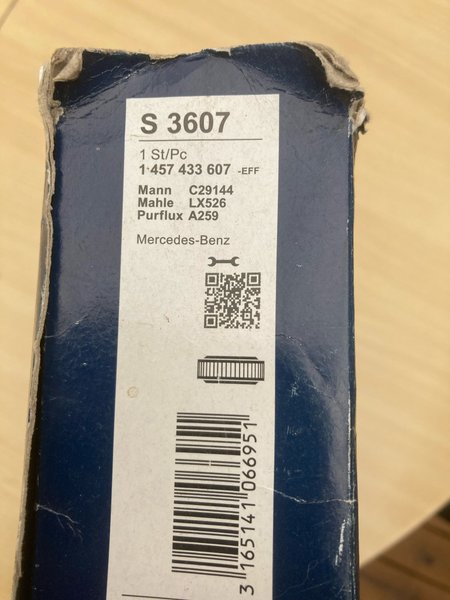 S 3607
1 St/Pc
1 457 433 607 -EFF
Mann C29144
Mahle LX526
Purflux A259
Mercedes-Benz
3 165141 066951